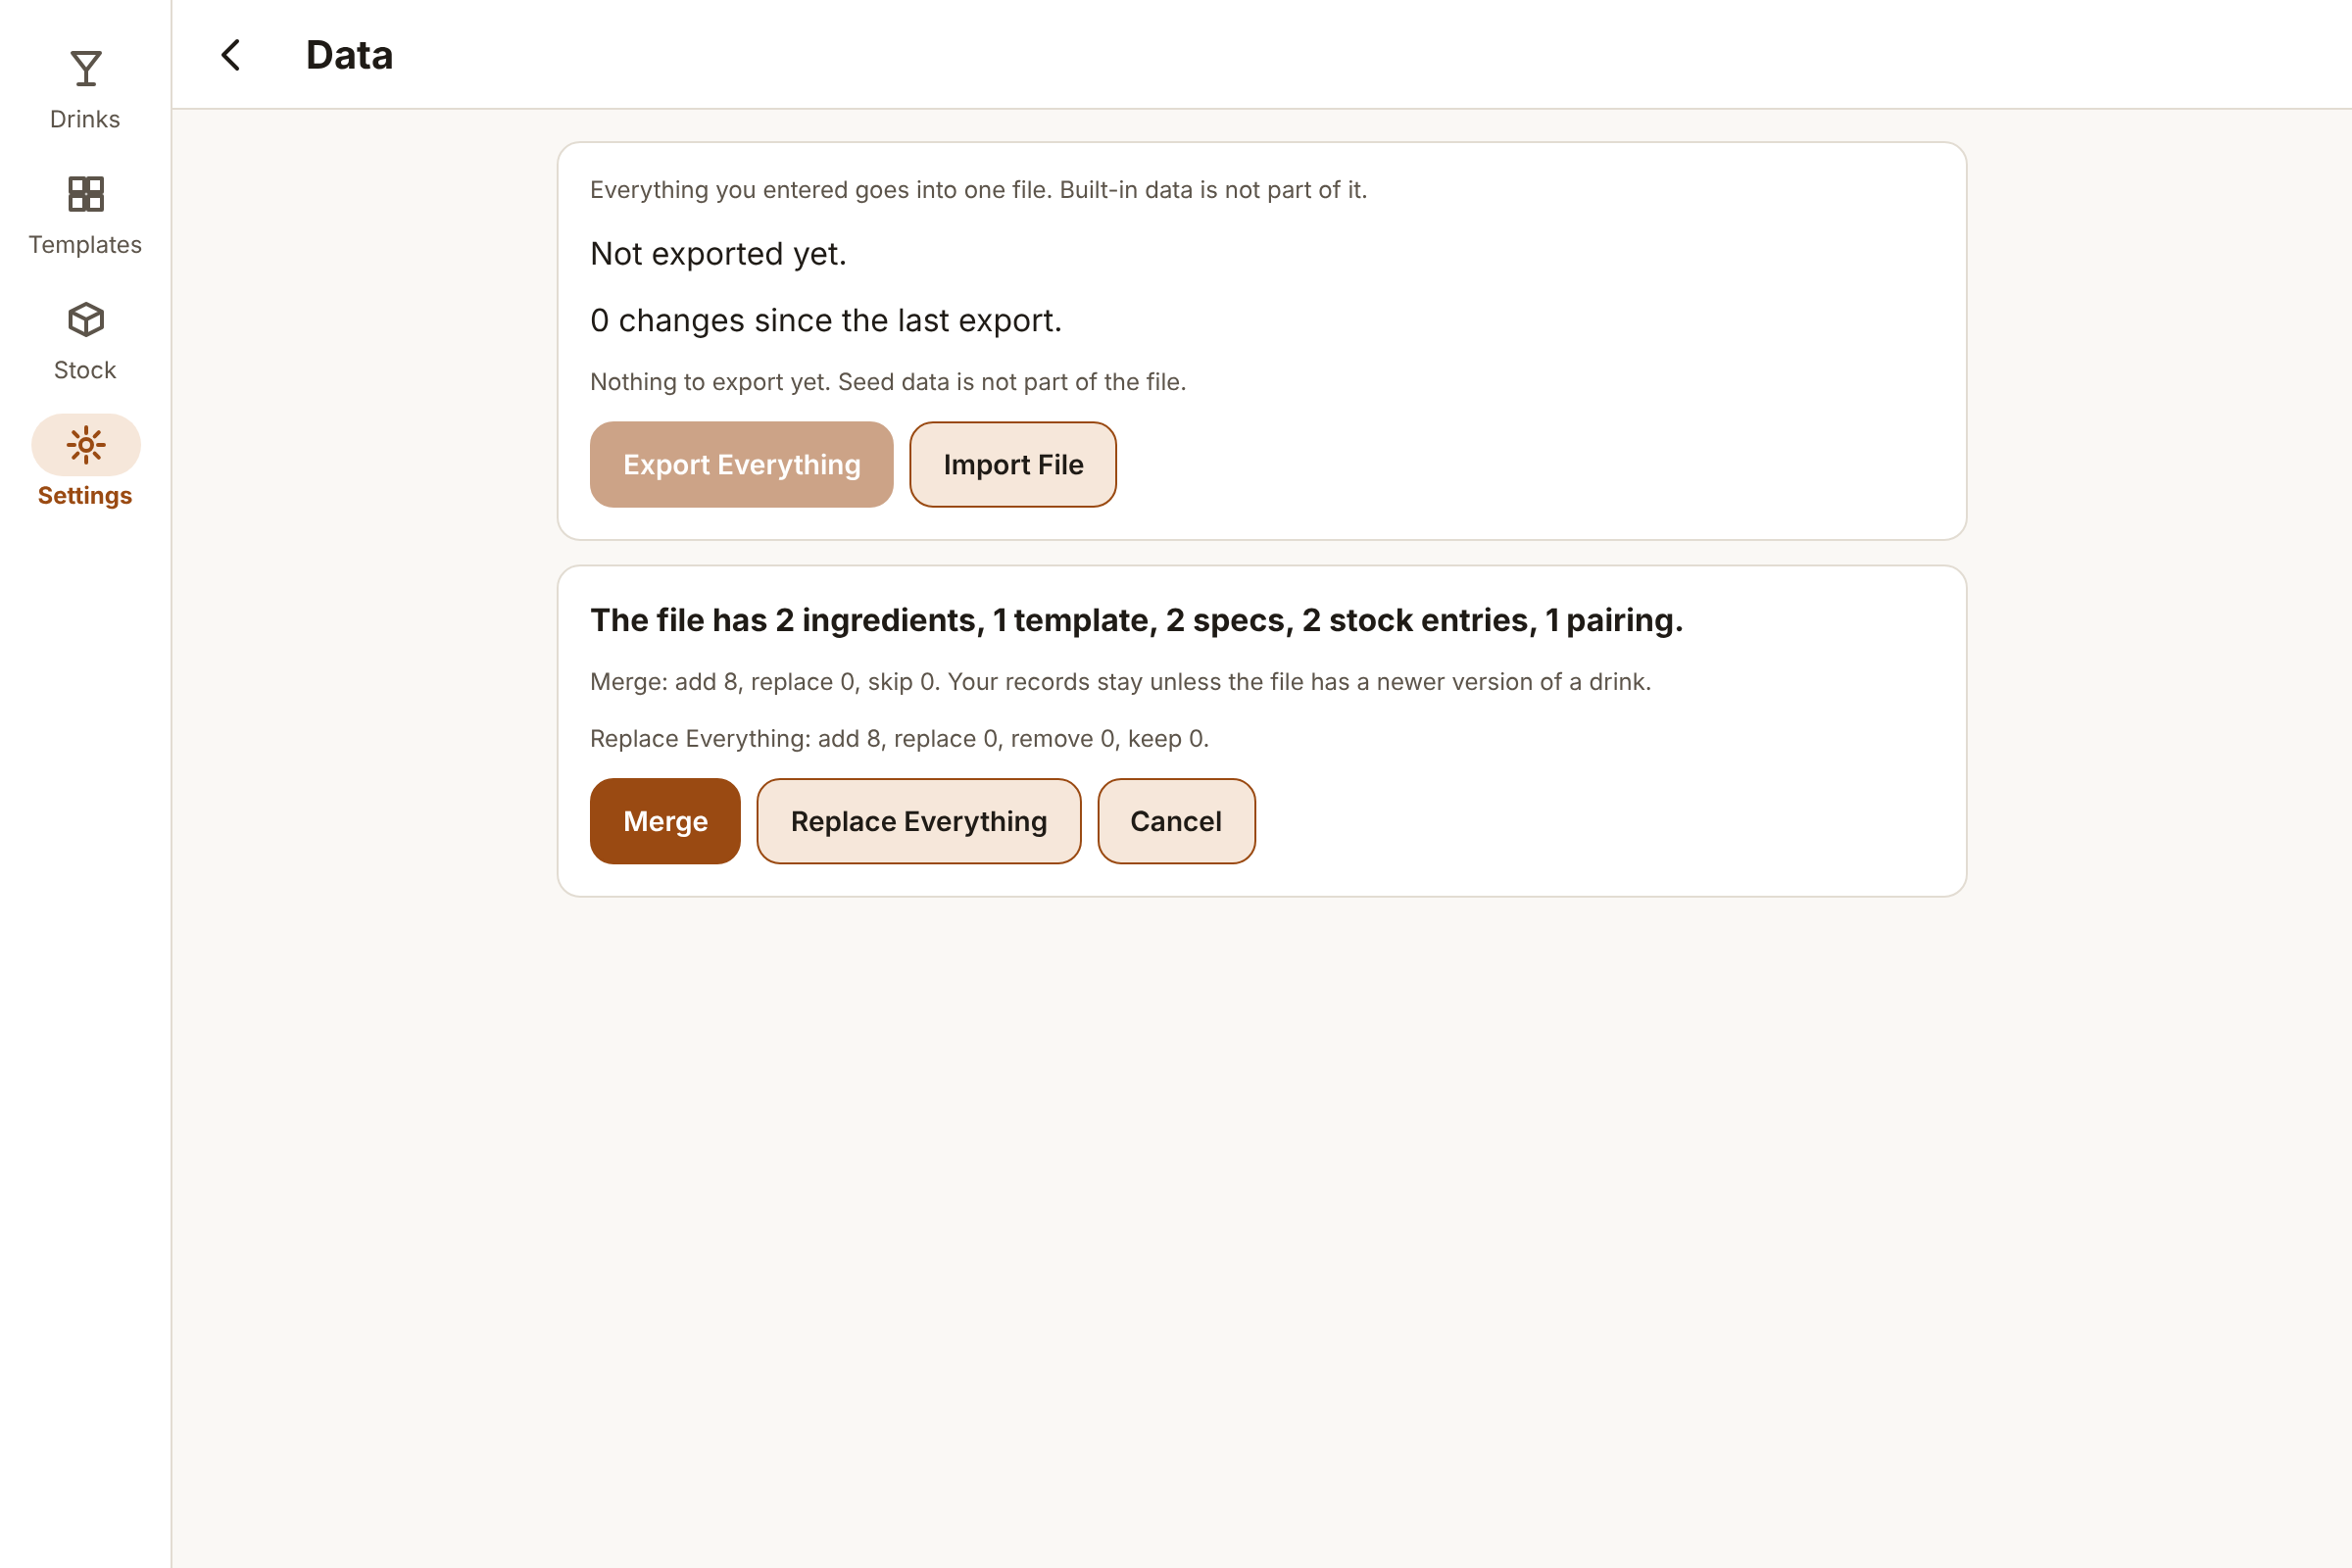 Data
Drinks
Templates
Stock
Settings
Everything you entered goes into one file. Built-in data is not part of it.
Not exported yet.
0 changes since the last export.
Nothing to export yet. Seed data is not part of the file.
Export Everything
Import File
The file has 2 ingredients, 1 template, 2 specs, 2 stock entries, 1 pairing.
Merge: add 8, replace 0, skip 0. Your records stay unless the file has a newer version of a drink.
Replace Everything: add 8, replace 0, remove 0, keep 0.
Merge
Replace Everything
Cancel